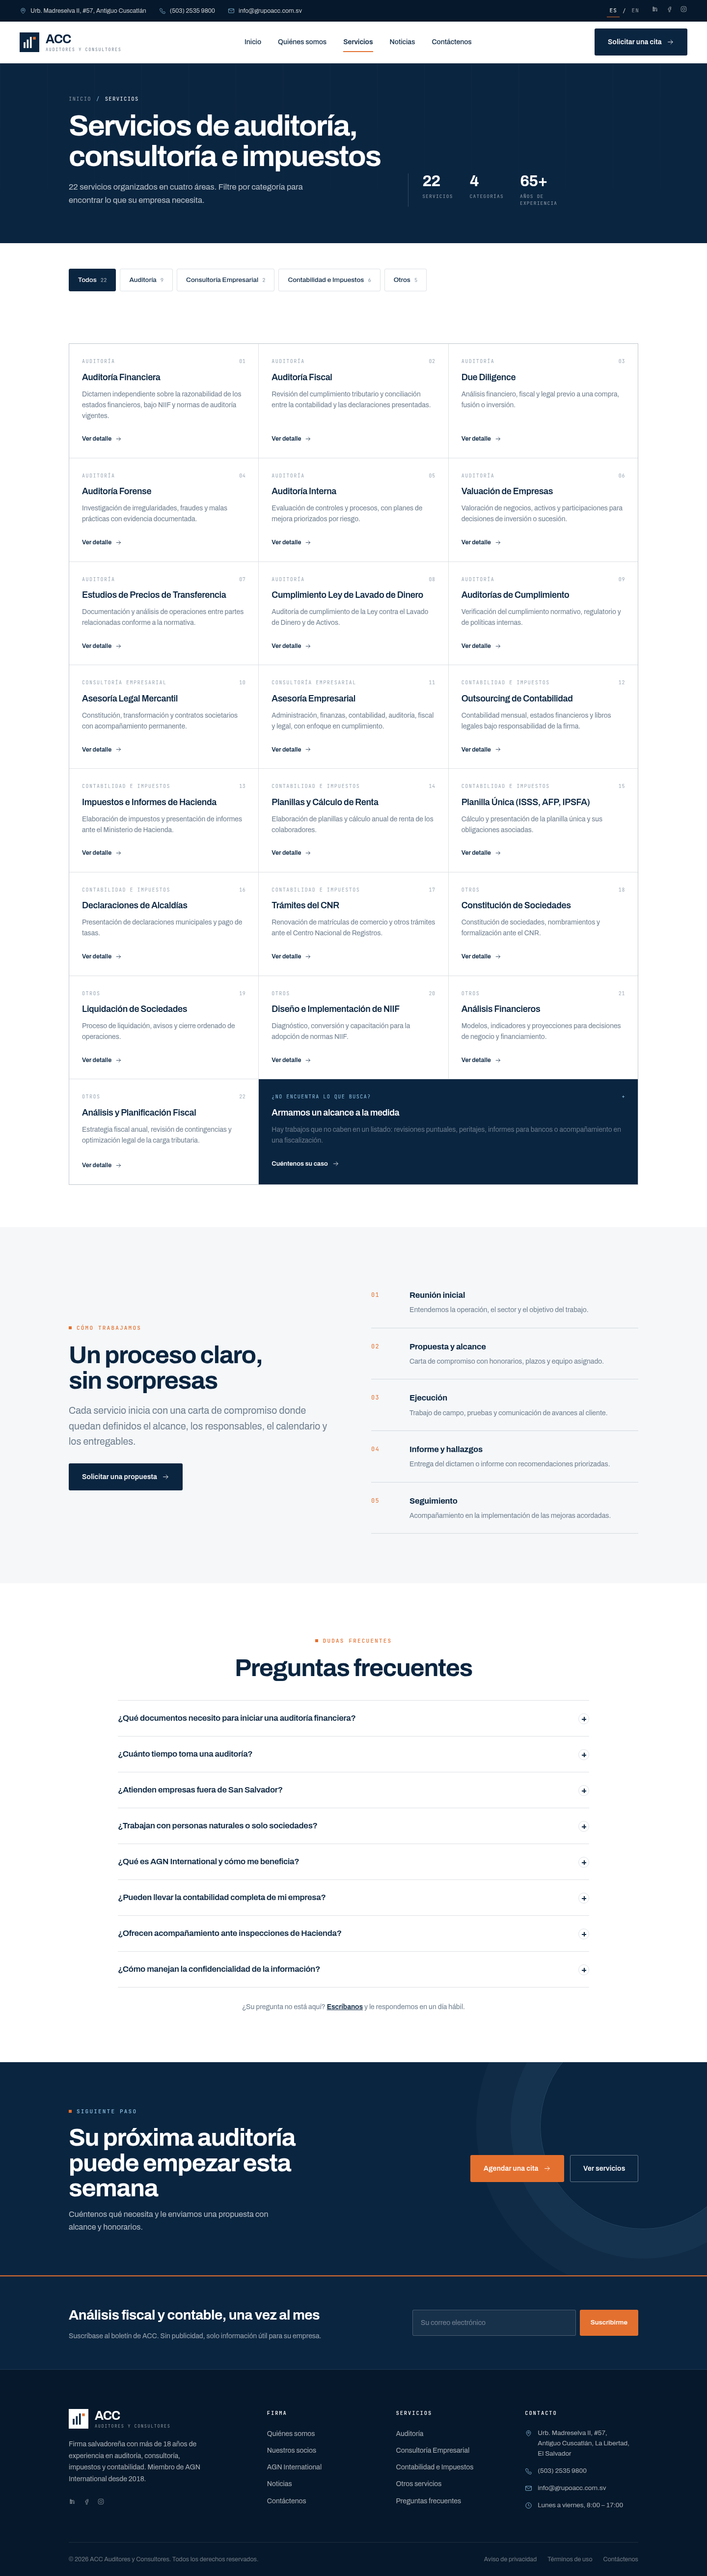 Urb. Madreselva II, #57, Antiguo Cuscatlán (503) 2535 9800 info@grupoacc.com.sv ES / EN
ACC
AUDITORES Y CONSULTORES
Inicio Quiénes somos Servicios Noticias Contáctenos Solicitar una cita →
INICIO / SERVICIOS
Servicios de auditoría,
consultoría e impuestos
22 servicios organizados en cuatro áreas. Filtre por categoría para
encontrar lo que su empresa necesita.
22 4 65+
SERVICIOS CATEGORÍAS AÑOS DE
EXPERIENCIA
Todos 22 Auditoría 9 Consultoría Empresarial 2 Contabilidad e Impuestos 6 Otros 5
AUDITORÍA 01
Auditoría Financiera
Dictamen independiente sobre la razonabilidad de los
estados financieros, bajo NIIF y normas de auditoría
vigentes.
Ver detalle →
AUDITORÍA 02
Auditoría Fiscal
Revisión del cumplimiento tributario y conciliación
entre la contabilidad y las declaraciones presentadas.
Ver detalle →
AUDITORÍA 03
Due Diligence
Análisis financiero, fiscal y legal previo a una compra,
fusión o inversión.
Ver detalle →
AUDITORÍA 04
Auditoría Forense
Investigación de irregularidades, fraudes y malas
prácticas con evidencia documentada.
Ver detalle →
AUDITORÍA 05
Auditoría Interna
Evaluación de controles y procesos, con planes de
mejora priorizados por riesgo.
Ver detalle →
AUDITORÍA 06
Valuación de Empresas
Valoración de negocios, activos y participaciones para
decisiones de inversión o sucesión.
Ver detalle →
AUDITORÍA 07
Estudios de Precios de Transferencia
Documentación y análisis de operaciones entre partes
relacionadas conforme a la normativa.
Ver detalle →
AUDITORÍA 08
Cumplimiento Ley de Lavado de Dinero
Auditoría de cumplimiento de la Ley contra el Lavado
de Dinero y de Activos.
Ver detalle →
AUDITORÍA 09
Auditorías de Cumplimiento
Verificación del cumplimiento normativo, regulatorio y
de políticas internas.
Ver detalle →
CONSULTORÍA EMPRESARIAL 10
Asesoría Legal Mercantil
Constitución, transformación y contratos societarios
con acompañamiento permanente.
Ver detalle →
CONSULTORÍA EMPRESARIAL 11
Asesoría Empresarial
Administración, finanzas, contabilidad, auditoría, fiscal
y legal, con enfoque en cumplimiento.
Ver detalle →
CONTABILIDAD E IMPUESTOS 12
Outsourcing de Contabilidad
Contabilidad mensual, estados financieros y libros
legales bajo responsabilidad de la firma.
Ver detalle →
CONTABILIDAD E IMPUESTOS 13
Impuestos e Informes de Hacienda
Elaboración de impuestos y presentación de informes
ante el Ministerio de Hacienda.
Ver detalle →
CONTABILIDAD E IMPUESTOS 14
Planillas y Cálculo de Renta
Elaboración de planillas y cálculo anual de renta de los
colaboradores.
Ver detalle →
CONTABILIDAD E IMPUESTOS 15
Planilla Única (ISSS, AFP, IPSFA)
Cálculo y presentación de la planilla única y sus
obligaciones asociadas.
Ver detalle →
CONTABILIDAD E IMPUESTOS 16
Declaraciones de Alcaldías
Presentación de declaraciones municipales y pago de
tasas.
Ver detalle →
CONTABILIDAD E IMPUESTOS 17
Trámites del CNR
Renovación de matrículas de comercio y otros trámites
ante el Centro Nacional de Registros.
Ver detalle →
OTROS 18
Constitución de Sociedades
Constitución de sociedades, nombramientos y
formalización ante el CNR.
Ver detalle →
OTROS 19
Liquidación de Sociedades
Proceso de liquidación, avisos y cierre ordenado de
operaciones.
Ver detalle →
OTROS 20
Diseño e Implementación de NIIF
Diagnóstico, conversión y capacitación para la
adopción de normas NIIF.
Ver detalle →
OTROS 21
Análisis Financieros
Modelos, indicadores y proyecciones para decisiones
de negocio y financiamiento.
Ver detalle →
OTROS 22
Análisis y Planificación Fiscal
Estrategia fiscal anual, revisión de contingencias y
optimización legal de la carga tributaria.
Ver detalle →
¿NO ENCUENTRA LO QUE BUSCA? +
Armamos un alcance a la medida
Hay trabajos que no caben en un listado: revisiones puntuales, peritajes, informes para bancos o acompañamiento en
una fiscalización.
Cuéntenos su caso →
CÓMO TRABAJAMOS
Un proceso claro,
sin sorpresas
Cada servicio inicia con una carta de compromiso donde
quedan definidos el alcance, los responsables, el calendario y
los entregables.
Solicitar una propuesta →
01 Reunión inicial
Entendemos la operación, el sector y el objetivo del trabajo.
02 Propuesta y alcance
Carta de compromiso con honorarios, plazos y equipo asignado.
03 Ejecución
Trabajo de campo, pruebas y comunicación de avances al cliente.
04 Informe y hallazgos
Entrega del dictamen o informe con recomendaciones priorizadas.
05 Seguimiento
Acompañamiento en la implementación de las mejoras acordadas.
DUDAS FRECUENTES
Preguntas frecuentes
¿Qué documentos necesito para iniciar una auditoría financiera? +
¿Cuánto tiempo toma una auditoría? +
¿Atienden empresas fuera de San Salvador? +
¿Trabajan con personas naturales o solo sociedades? +
¿Qué es AGN International y cómo me beneficia? +
¿Pueden llevar la contabilidad completa de mi empresa? +
¿Ofrecen acompañamiento ante inspecciones de Hacienda? +
¿Cómo manejan la confidencialidad de la información? +
¿Su pregunta no está aquí? Escríbanos y le respondemos en un día hábil.
SIGUIENTE PASO
Su próxima auditoría
puede empezar esta
semana
Cuéntenos qué necesita y le enviamos una propuesta con
alcance y honorarios.
Agendar una cita → Ver servicios
Análisis fiscal y contable, una vez al mes
Suscríbase al boletín de ACC. Sin publicidad, solo información útil para su empresa.
Su correo electrónico Suscribirme
ACC
AUDITORES Y CONSULTORES
Firma salvadoreña con más de 18 años de
experiencia en auditoría, consultoría,
impuestos y contabilidad. Miembro de AGN
International desde 2018.
FIRMA
Quiénes somos
Nuestros socios
AGN International
Noticias
Contáctenos
SERVICIOS
Auditoría
Consultoría Empresarial
Contabilidad e Impuestos
Otros servicios
Preguntas frecuentes
CONTACTO
Urb. Madreselva II, #57,
Antiguo Cuscatlán, La Libertad,
El Salvador
(503) 2535 9800
info@grupoacc.com.sv
Lunes a viernes, 8:00 – 17:00
© 2026 ACC Auditores y Consultores. Todos los derechos reservados.
Aviso de privacidad Términos de uso Contáctenos